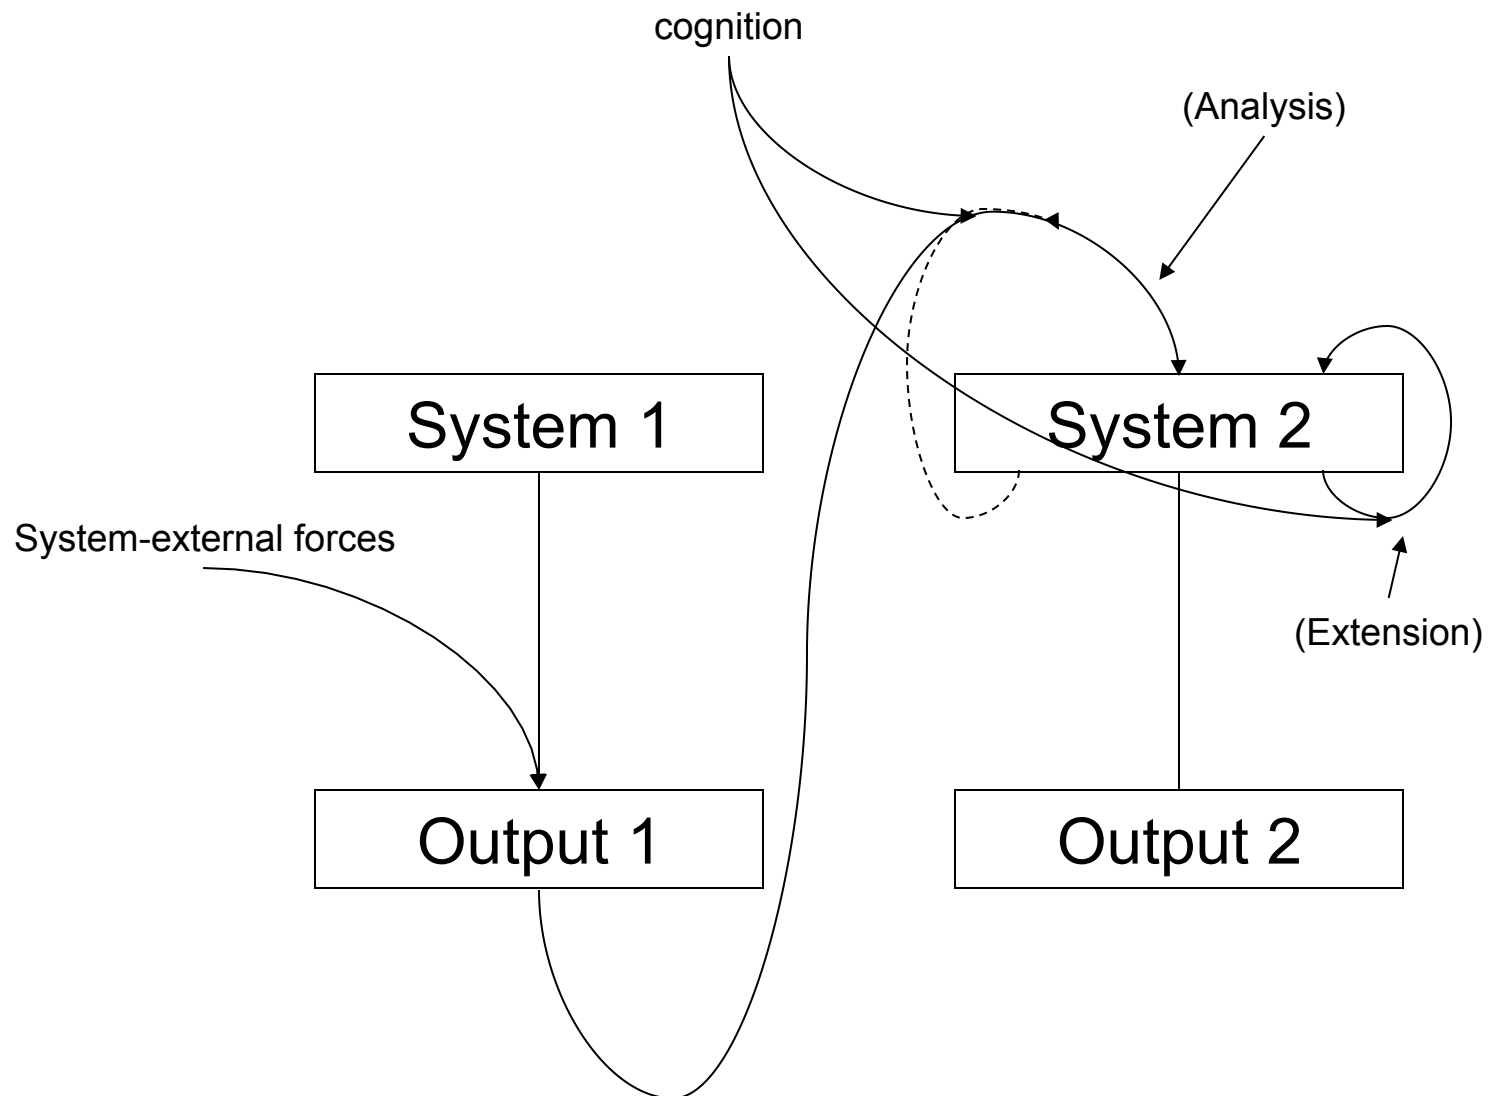 cognition
(Analysis)
System 1
System 2
System-external forces
(Extension)
Output 1
Output 2